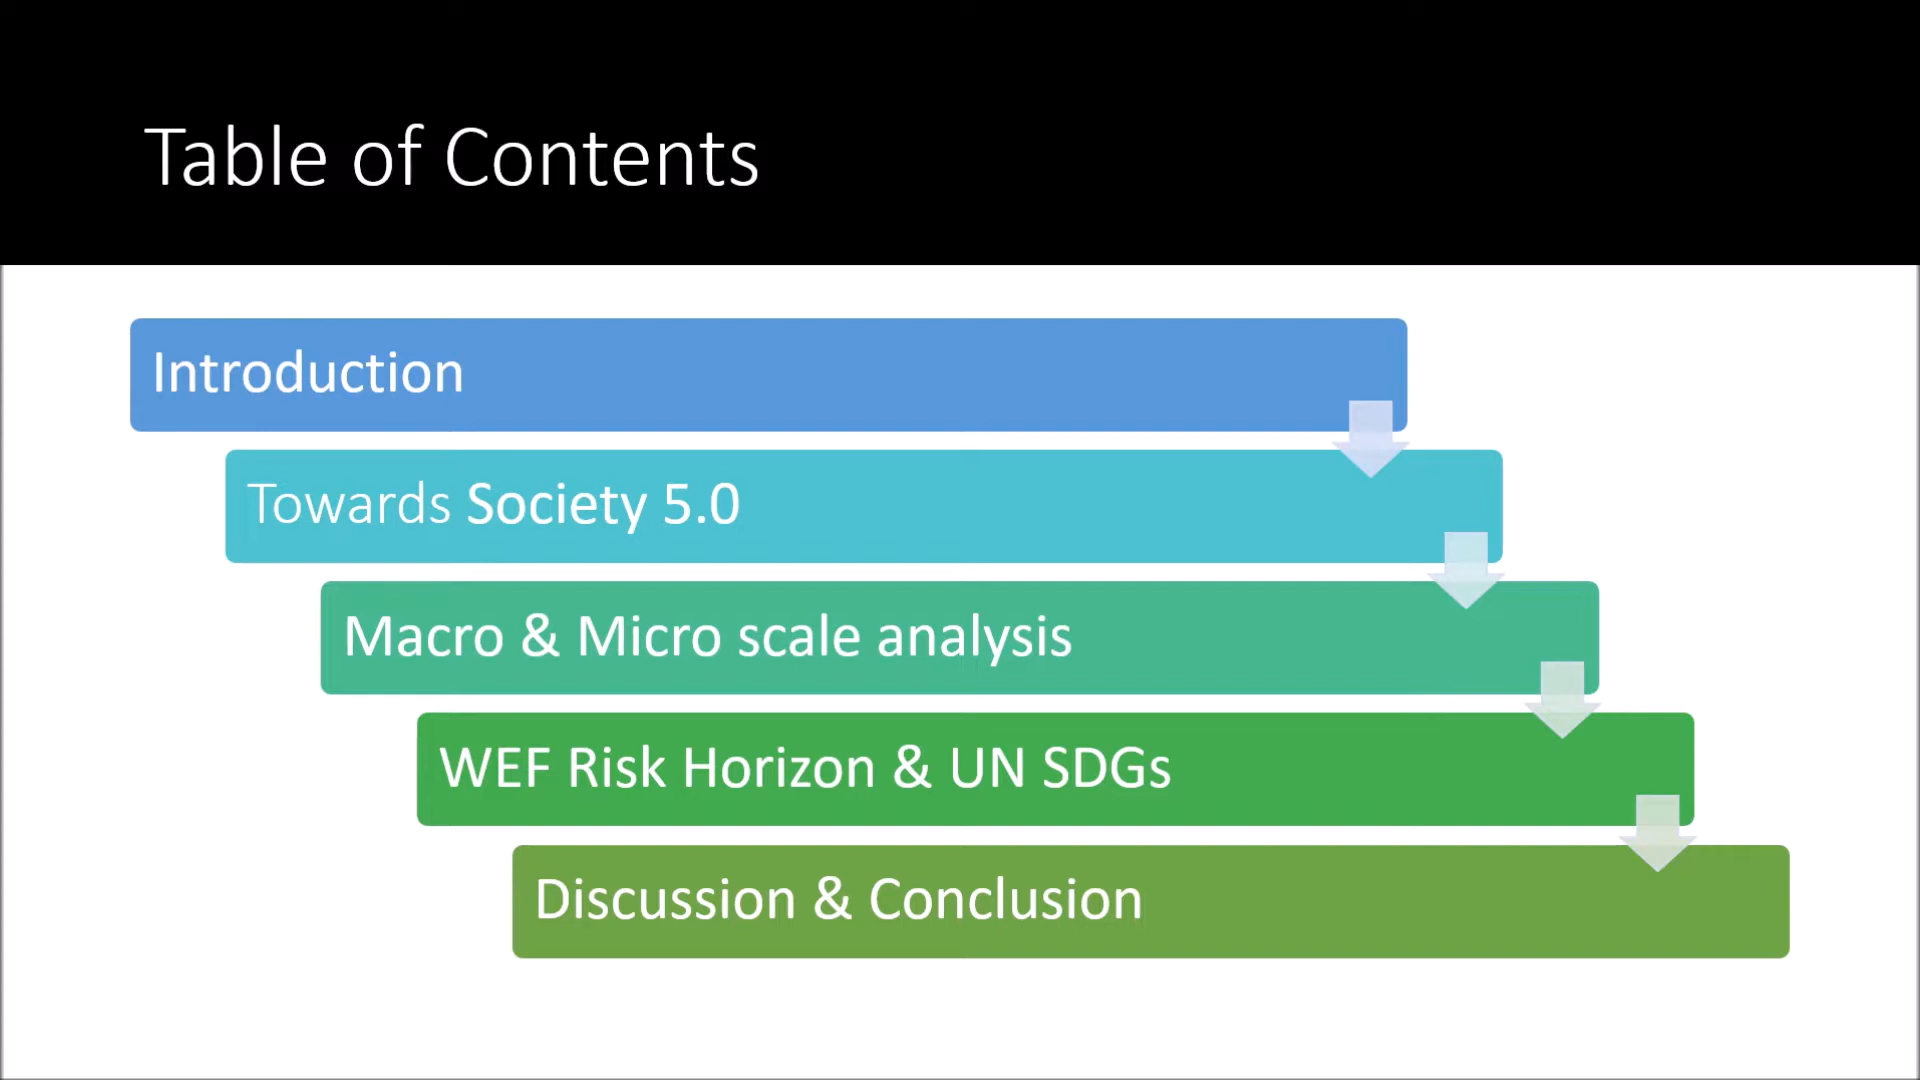 Table of Contents
Introduction
Towards Society 5.0
Macro & Micro scale analysis
WEF Risk Horizon & UN SDGs
Discussion & Conclusion